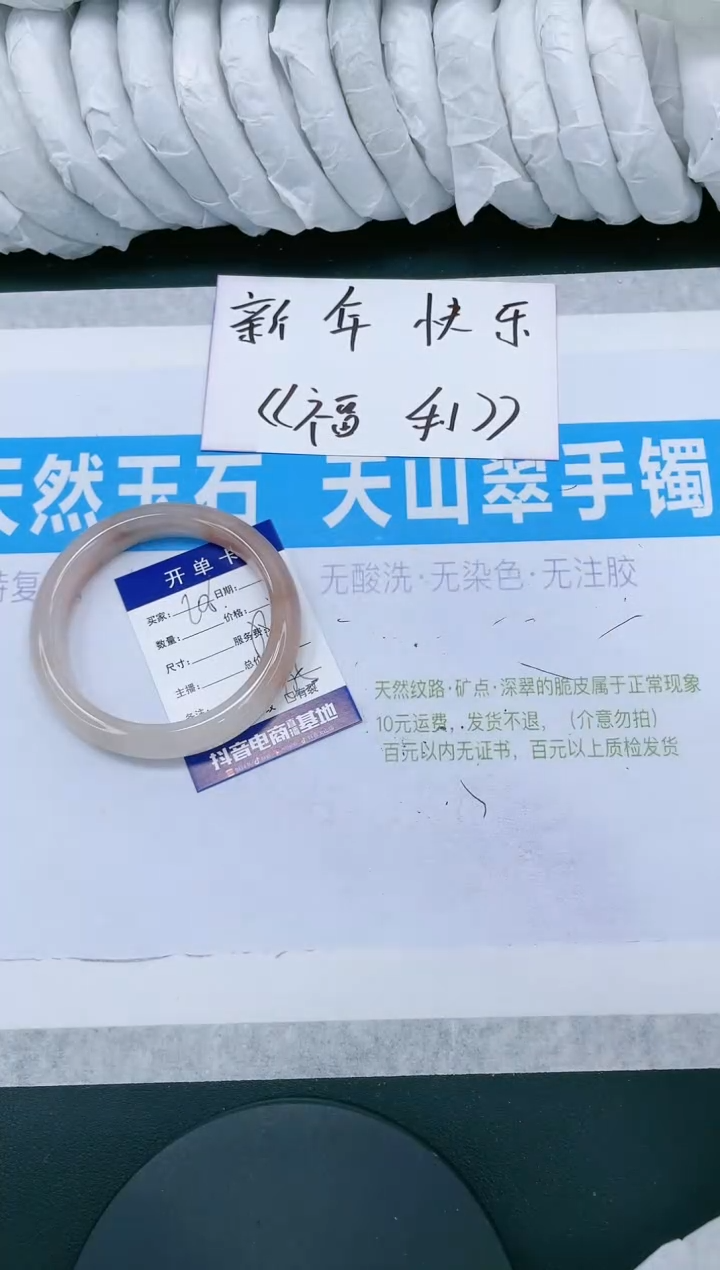 新年快乐
《福利》
天然玉石 天山翠手镯
无酸洗·无染色·无注胶
开单卡
买家: 日期:
数量: 价格:
尺寸: 服务费
主播: 总价
备注:
抖音电商直播基地
天然纹路·矿点·深翠的脆皮属于正常现象
10元运费,发货不退,(介意勿拍)
百元以内无证书,百元以上质检发货